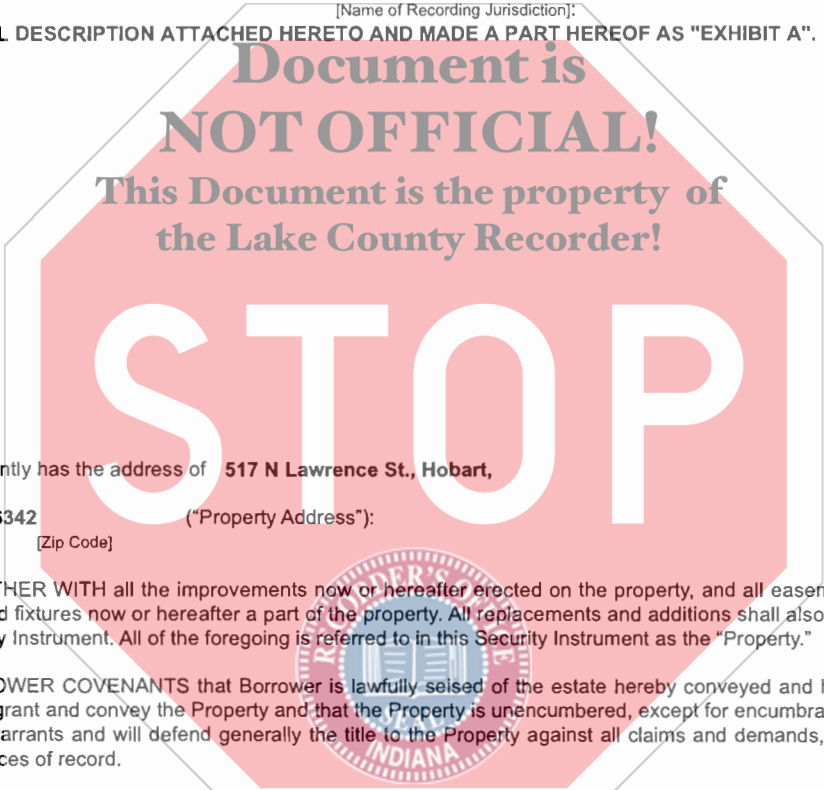 [Name of Recording Jurisdiction]:
L DESCRIPTION ATTACHED HERETO AND MADE A PART HEREOF AS "EXHIBIT A".
Document is
NOT OFFICIAL!
This Document is the property of
the Lake County Recorder!
STOP
ntly has the address of 517 N Lawrence St., Hobart,
6342 ("Property Address"):
[Zip Code]
THER WITH all the improvements now or hereafter erected on the property, and all easen
d fixtures now or hereafter a part of the property. All replacements and additions shall also
y Instrument. All of the foregoing is referred to in this Security Instrument as the "Property."
OWER COVENANTS that Borrower is lawfully seised of the estate hereby conveyed and h
grant and convey the Property and that the Property is unencumbered, except for encumbra
arrants and will defend generally the title to the Property against all claims and demands,
ces of record.
RECORDER'S OFFICE
SEAL
INDIANA